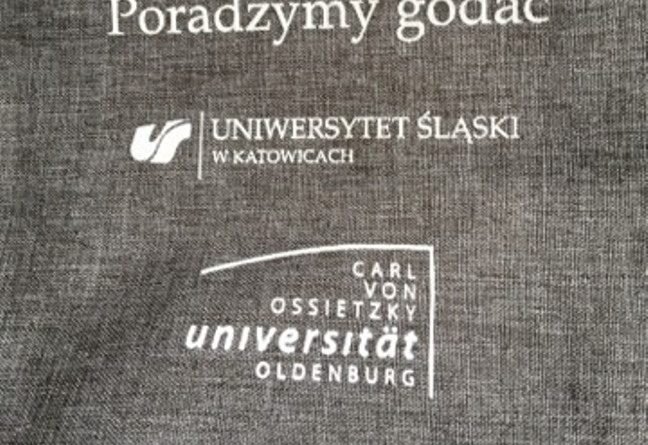 Poradzymy godać
UNIWERSYTET ŚLĄSKI
W KATOWICACH
CARL
VON
OSSIETZKY
universität
OLDENBURG